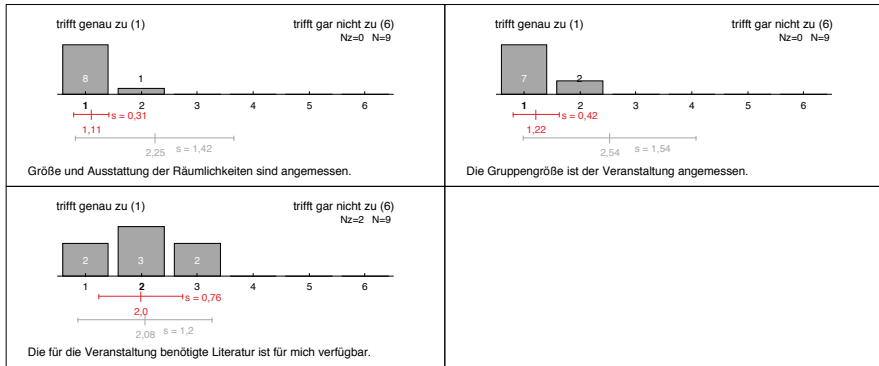 trifft genau zu (1) trifft gar nicht zu (6)
Nz=0 N=9
8
1
1 2 3 4 5 6
s = 0,31
1,11
2,25 s = 1,42
Größe und Ausstattung der Räumlichkeiten sind angemessen.
trifft genau zu (1) trifft gar nicht zu (6)
Nz=0 N=9
7
2
1 2 3 4 5 6
s = 0,42
1,22
2,54 s = 1,54
Die Gruppengröße ist der Veranstaltung angemessen.
trifft genau zu (1) trifft gar nicht zu (6)
Nz=2 N=9
2 3 2
1 2 3 4 5 6
s = 0,76
2,0
2,08 s = 1,2
Die für die Veranstaltung benötigte Literatur ist für mich verfügbar.